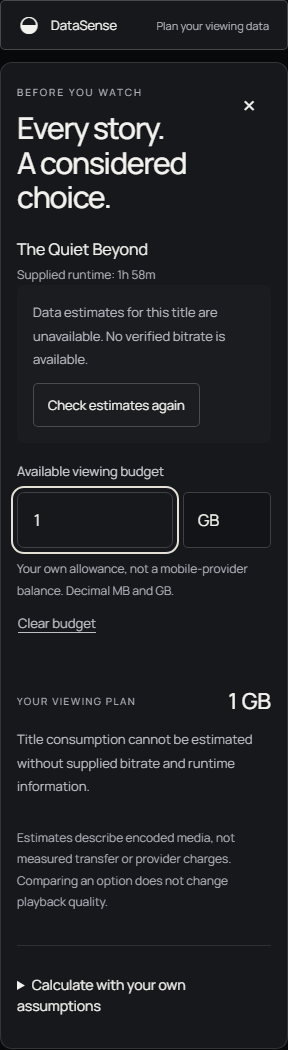 DataSense
Plan your viewing data
BEFORE YOU WATCH
×
Every story.
A considered
choice.
The Quiet Beyond
Supplied runtime: 1h 58m
Data estimates for this title are
unavailable. No verified bitrate is
available.
Check estimates again
Available viewing budget
1
GB
Your own allowance, not a mobile-provider
balance. Decimal MB and GB.
Clear budget
YOUR VIEWING PLAN
1 GB
Title consumption cannot be estimated
without supplied bitrate and runtime
information.
Estimates describe encoded media, not
measured transfer or provider charges.
Comparing an option does not change
playback quality.
Calculate with your own
assumptions